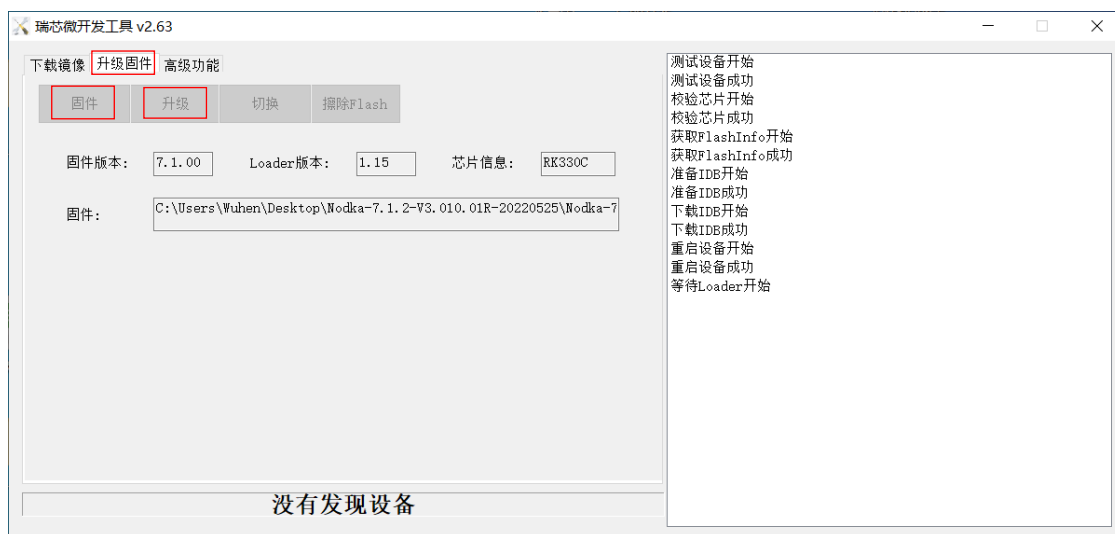 瑞芯微开发工具 v2.63
下载镜像 升级固件 高级功能
固件 升级 切换 擦除Flash
固件版本: 7.1.00 Loader版本: 1.15 芯片信息: RK330C
固件: C:\Users\Wuhen\Desktop\Nodka-7.1.2-V3.010.01R-20220525\Nodka-7
没有发现设备
测试设备开始
测试设备成功
校验芯片开始
校验芯片成功
获取FlashInfo开始
获取FlashInfo成功
准备IDB开始
准备IDB成功
下载IDB开始
下载IDB成功
重启设备开始
重启设备成功
等待Loader开始